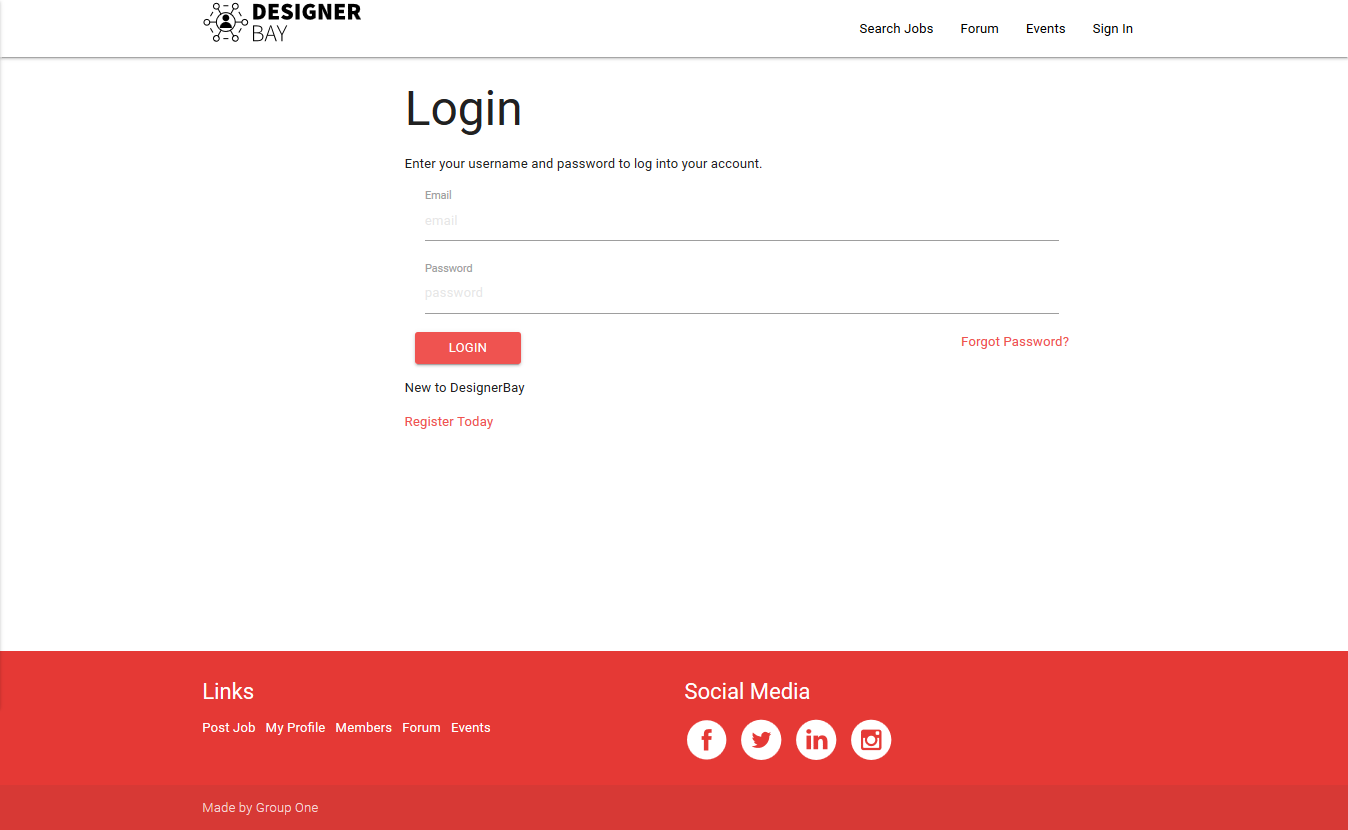 DESIGNER
BAY
Search Jobs Forum Events Sign In
Login
Enter your username and password to log into your account.
Email
email
Password
password
LOGIN
Forgot Password?
New to DesignerBay
Register Today
Links
Post Job My Profile Members Forum Events
Social Media
Made by Group One